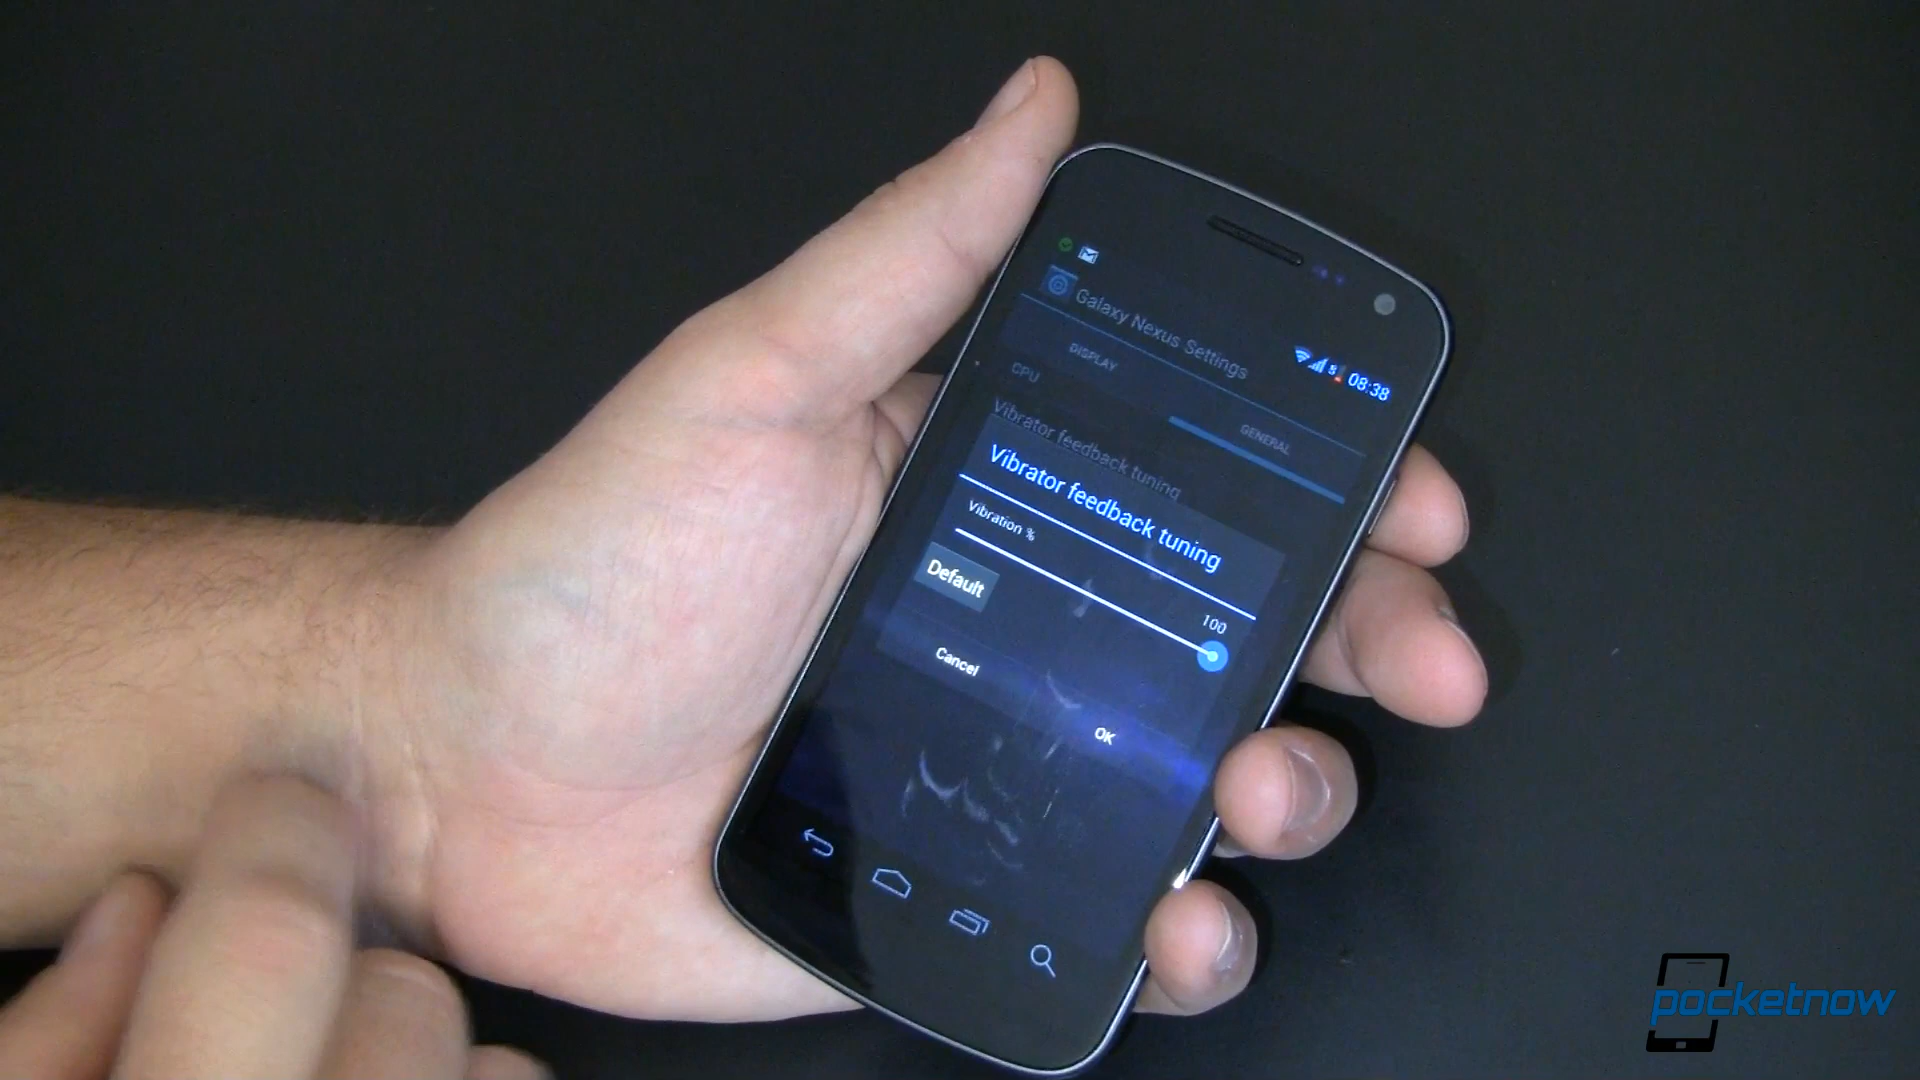 Galaxy Nexus Settings
08:38
CPU
DISPLAY
GENERAL
Vibrator feedback tuning
Vibrator feedback tuning
Vibration %
100
Default
Cancel
OK
pocketnow